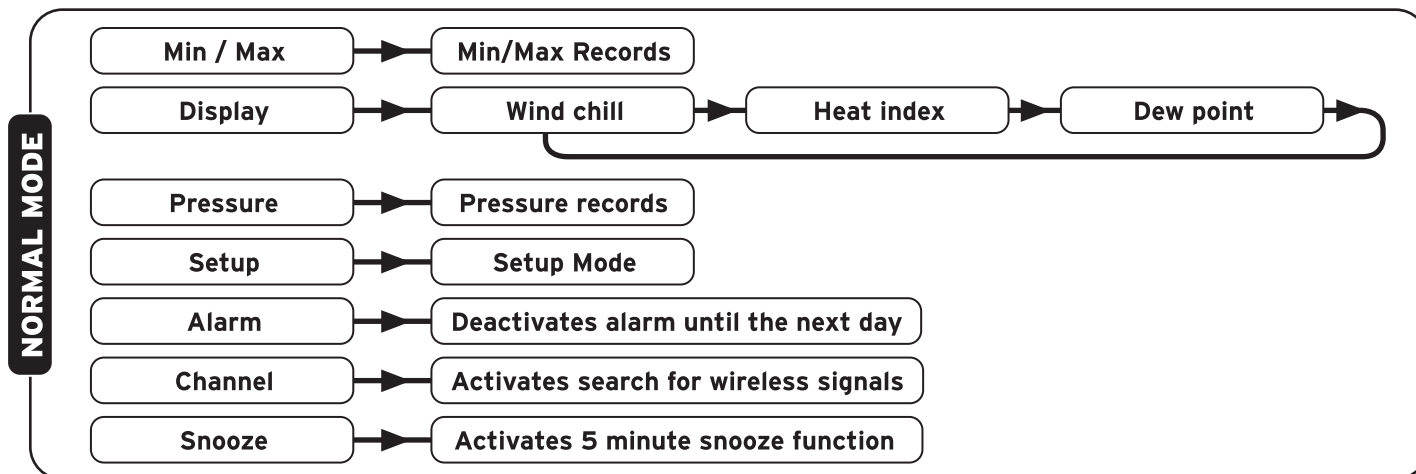 NORMAL MODE
Min / Max
Min/Max Records
Display
Wind chill
Heat index
Dew point
Pressure
Pressure records
Setup
Setup Mode
Alarm
Deactivates alarm until the next day
Channel
Activates search for wireless signals
Snooze
Activates 5 minute snooze function